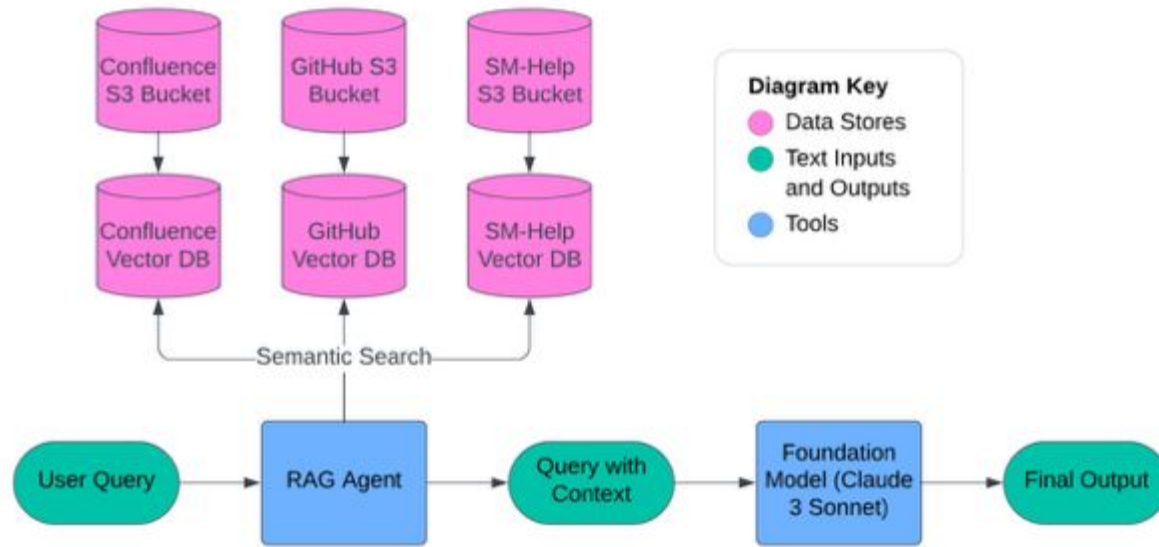 Confluence
S3 Bucket
GitHub S3
Bucket
SM-Help
S3 Bucket
Diagram Key
Data Stores
Text Inputs
and Outputs
Tools
Confluence
Vector DB
GitHub
Vector DB
SM-Help
Vector DB
Semantic Search
User Query
RAG Agent
Query with
Context
Foundation
Model (Claude
3 Sonnet)
Final Output